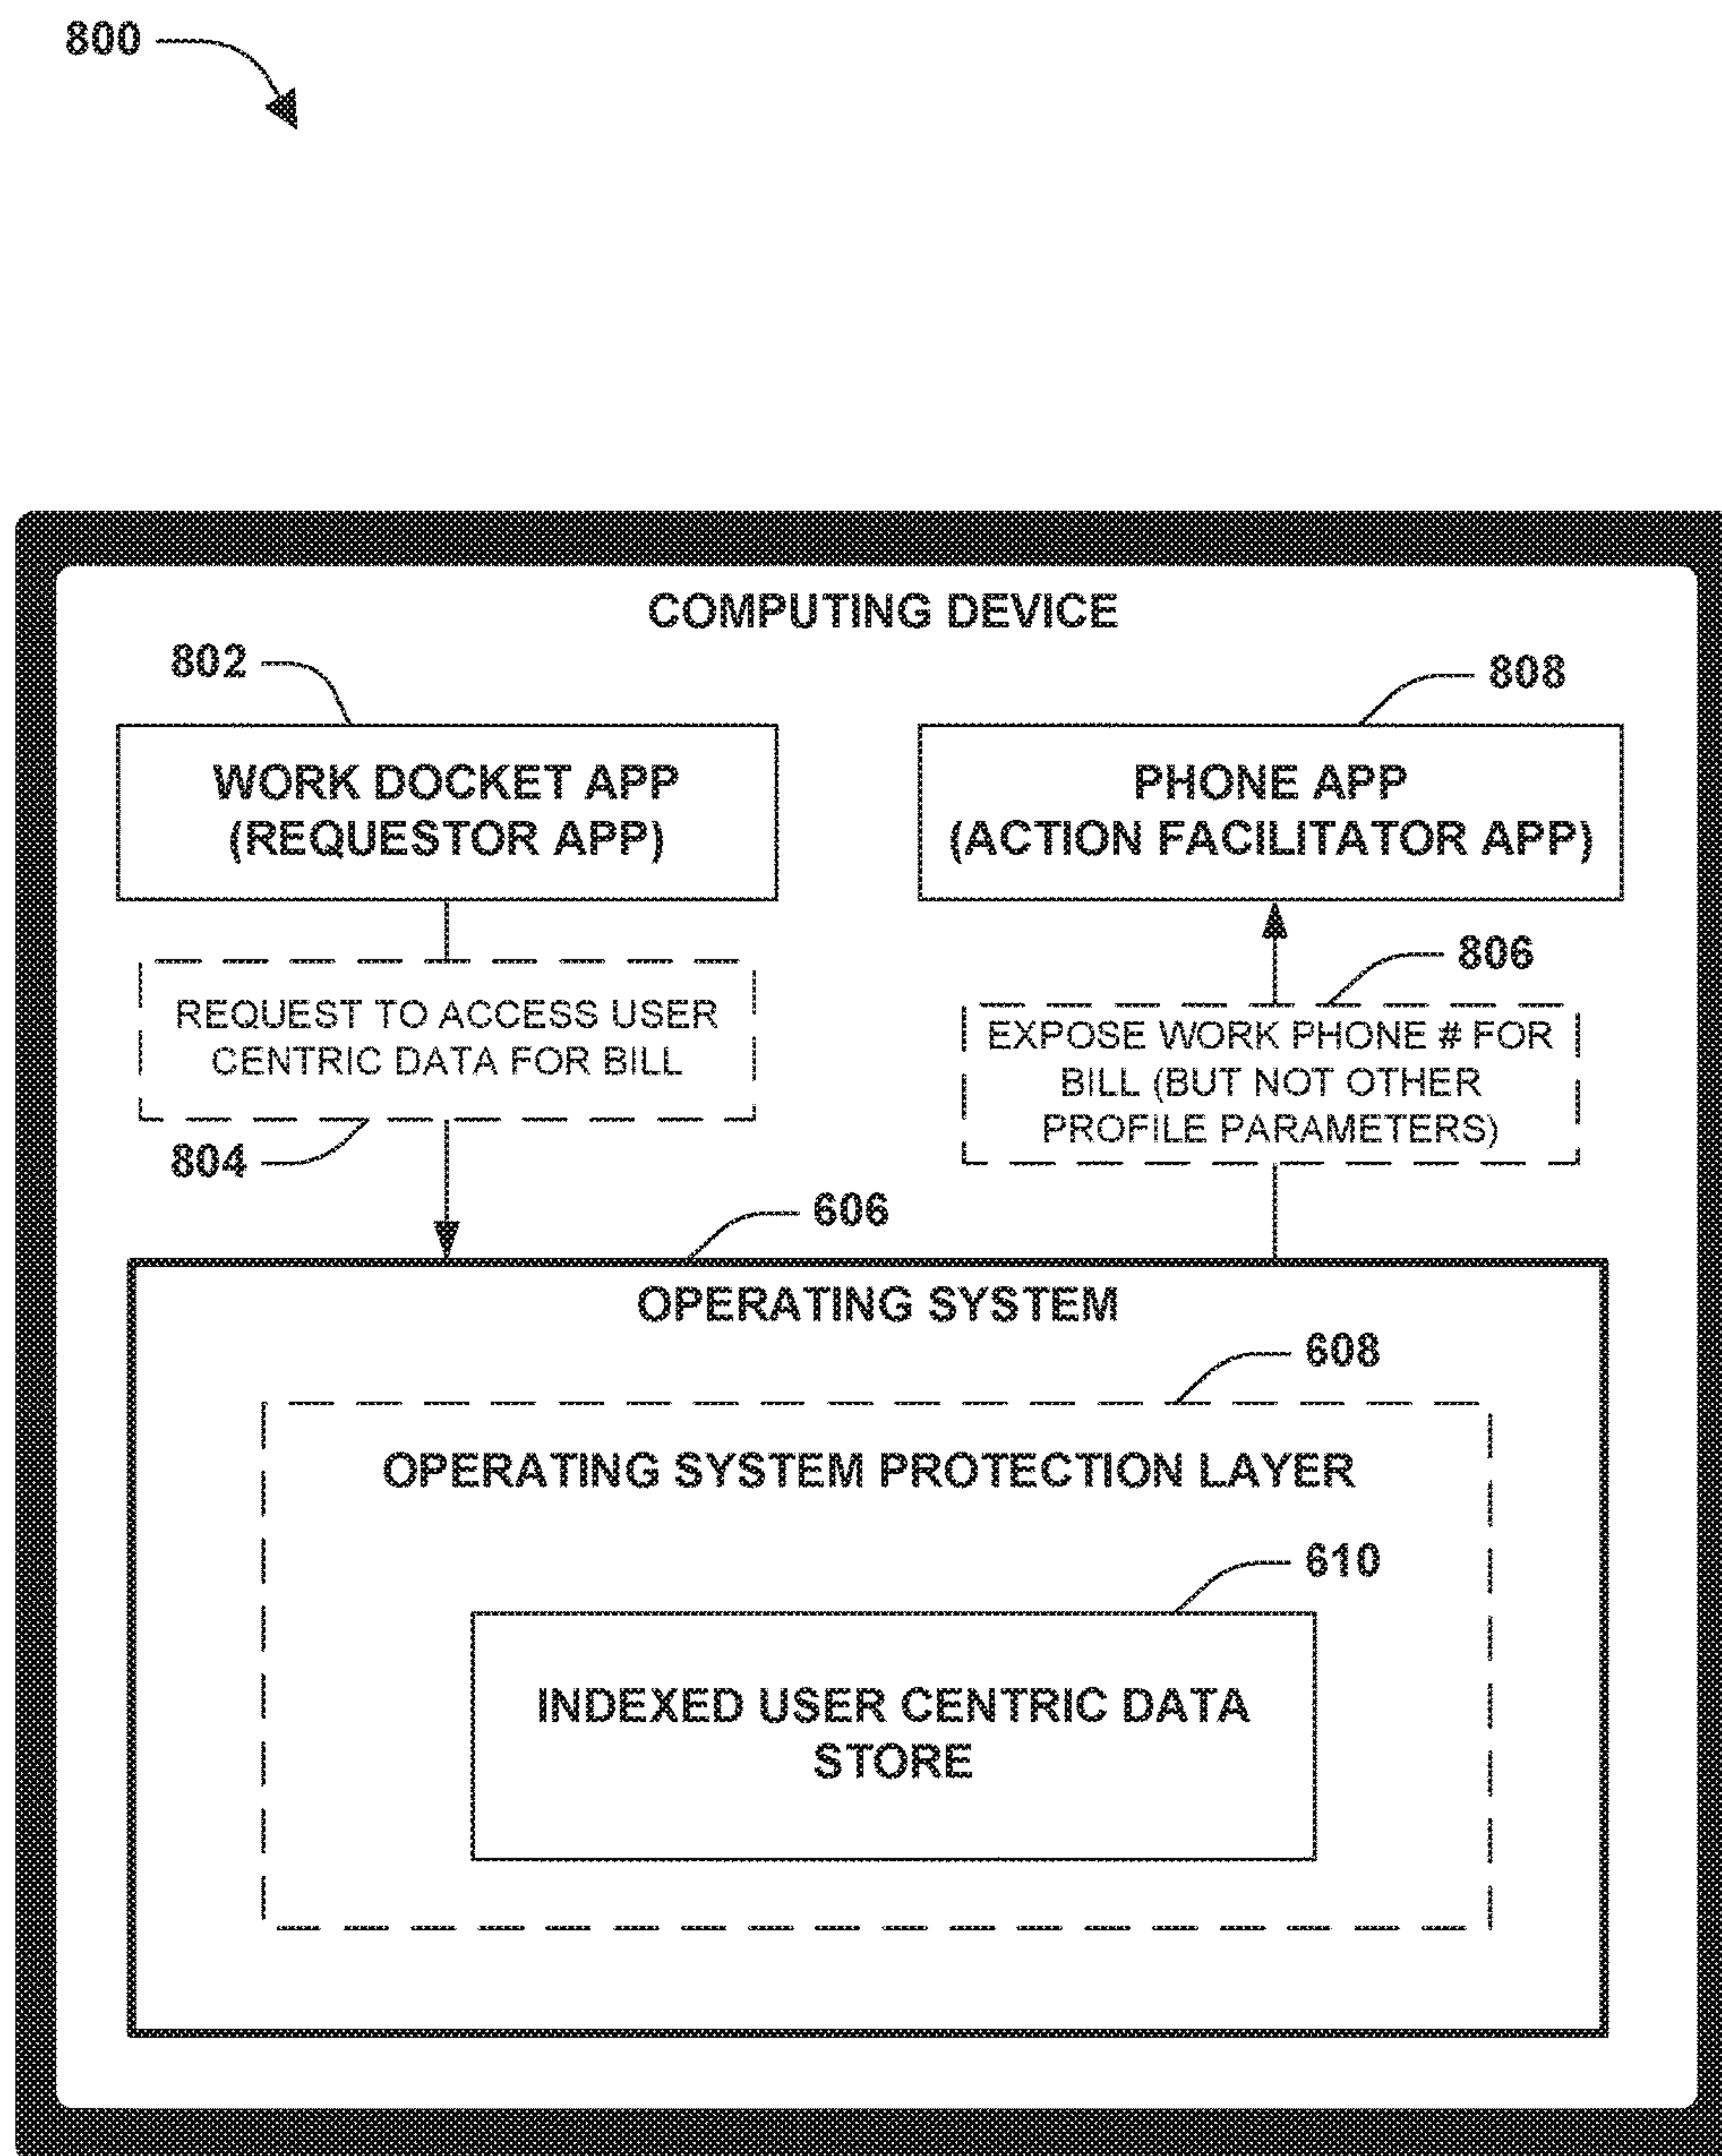 800
COMPUTING DEVICE
802
808
WORK DOCKET APP
(REQUESTOR APP)
PHONE APP
(ACTION FACILITATOR APP)
806
REQUEST TO ACCESS USER
CENTRIC DATA FOR BILL
EXPOSE WORK PHONE # FOR
BILL (BUT NOT OTHER
PROFILE PARAMETERS)
804
606
OPERATING SYSTEM
608
OPERATING SYSTEM PROTECTION LAYER
610
INDEXED USER CENTRIC DATA
STORE